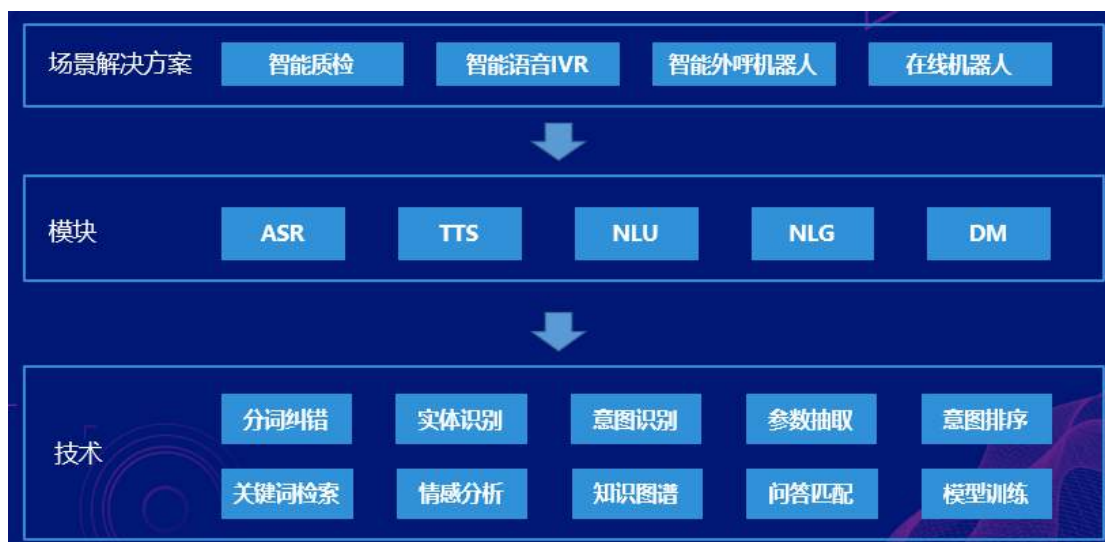 场景解决方案 智能质检 智能语音IVR 智能外呼机器人 在线机器人
模块 ASR TTS NLU NLG DM
技术
分词纠错 实体识别 意图识别 参数抽取 意图排序
关键词检索 情感分析 知识图谱 问答匹配 模型训练